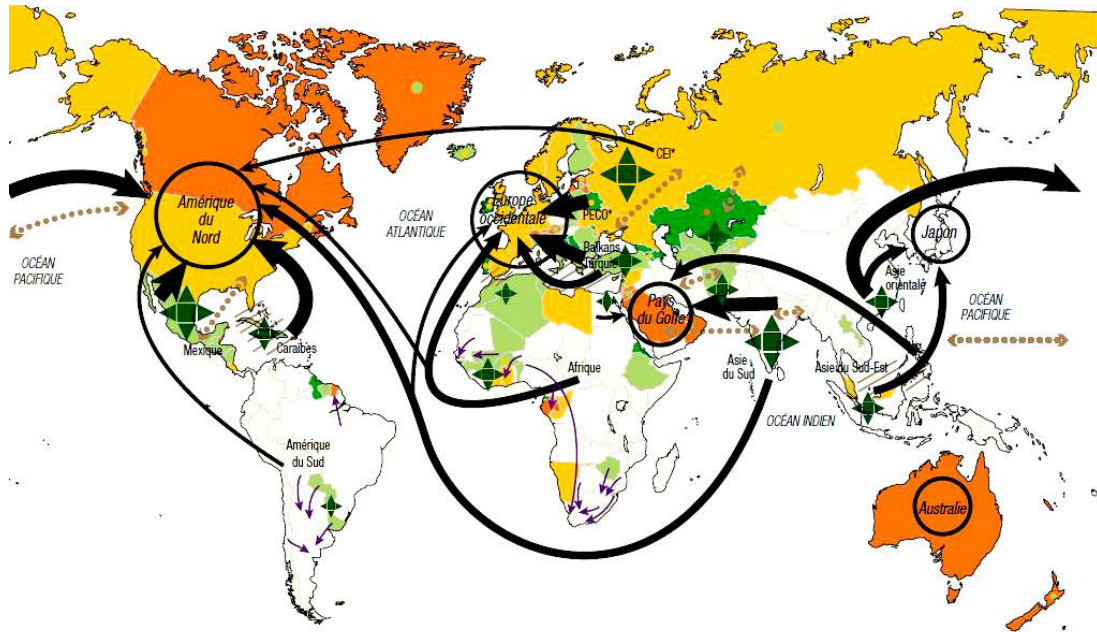 CEI*
Amérique
du
Nord
OCÉAN
ATLANTIQUE
Europe
occidentale
PECO*
Balkans
Turquie
Japon
OCÉAN
PACIFIQUE
Asie
orientale
OCÉAN
PACIFIQUE
Pays
du Golfe
Mexique
Caraïbes
Afrique
Asie
du Sud
Asie du Sud-Est
OCÉAN INDIEN
Amérique
du Sud
Australie